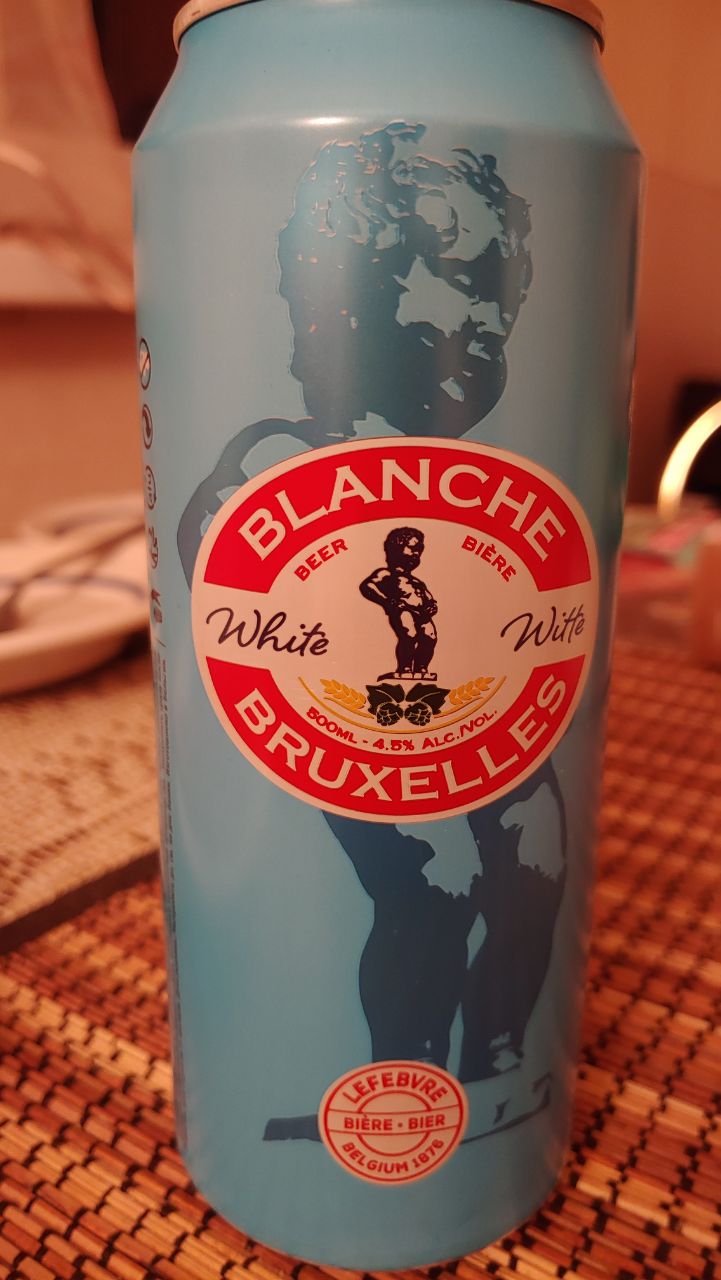 BLANCHE
BEER BIÈRE
White Witte
500ML - 4.5% ALC./VOL.
BRUXELLES
LEFEBVRE
BIÈRE • BIER
BELGIUM 1876